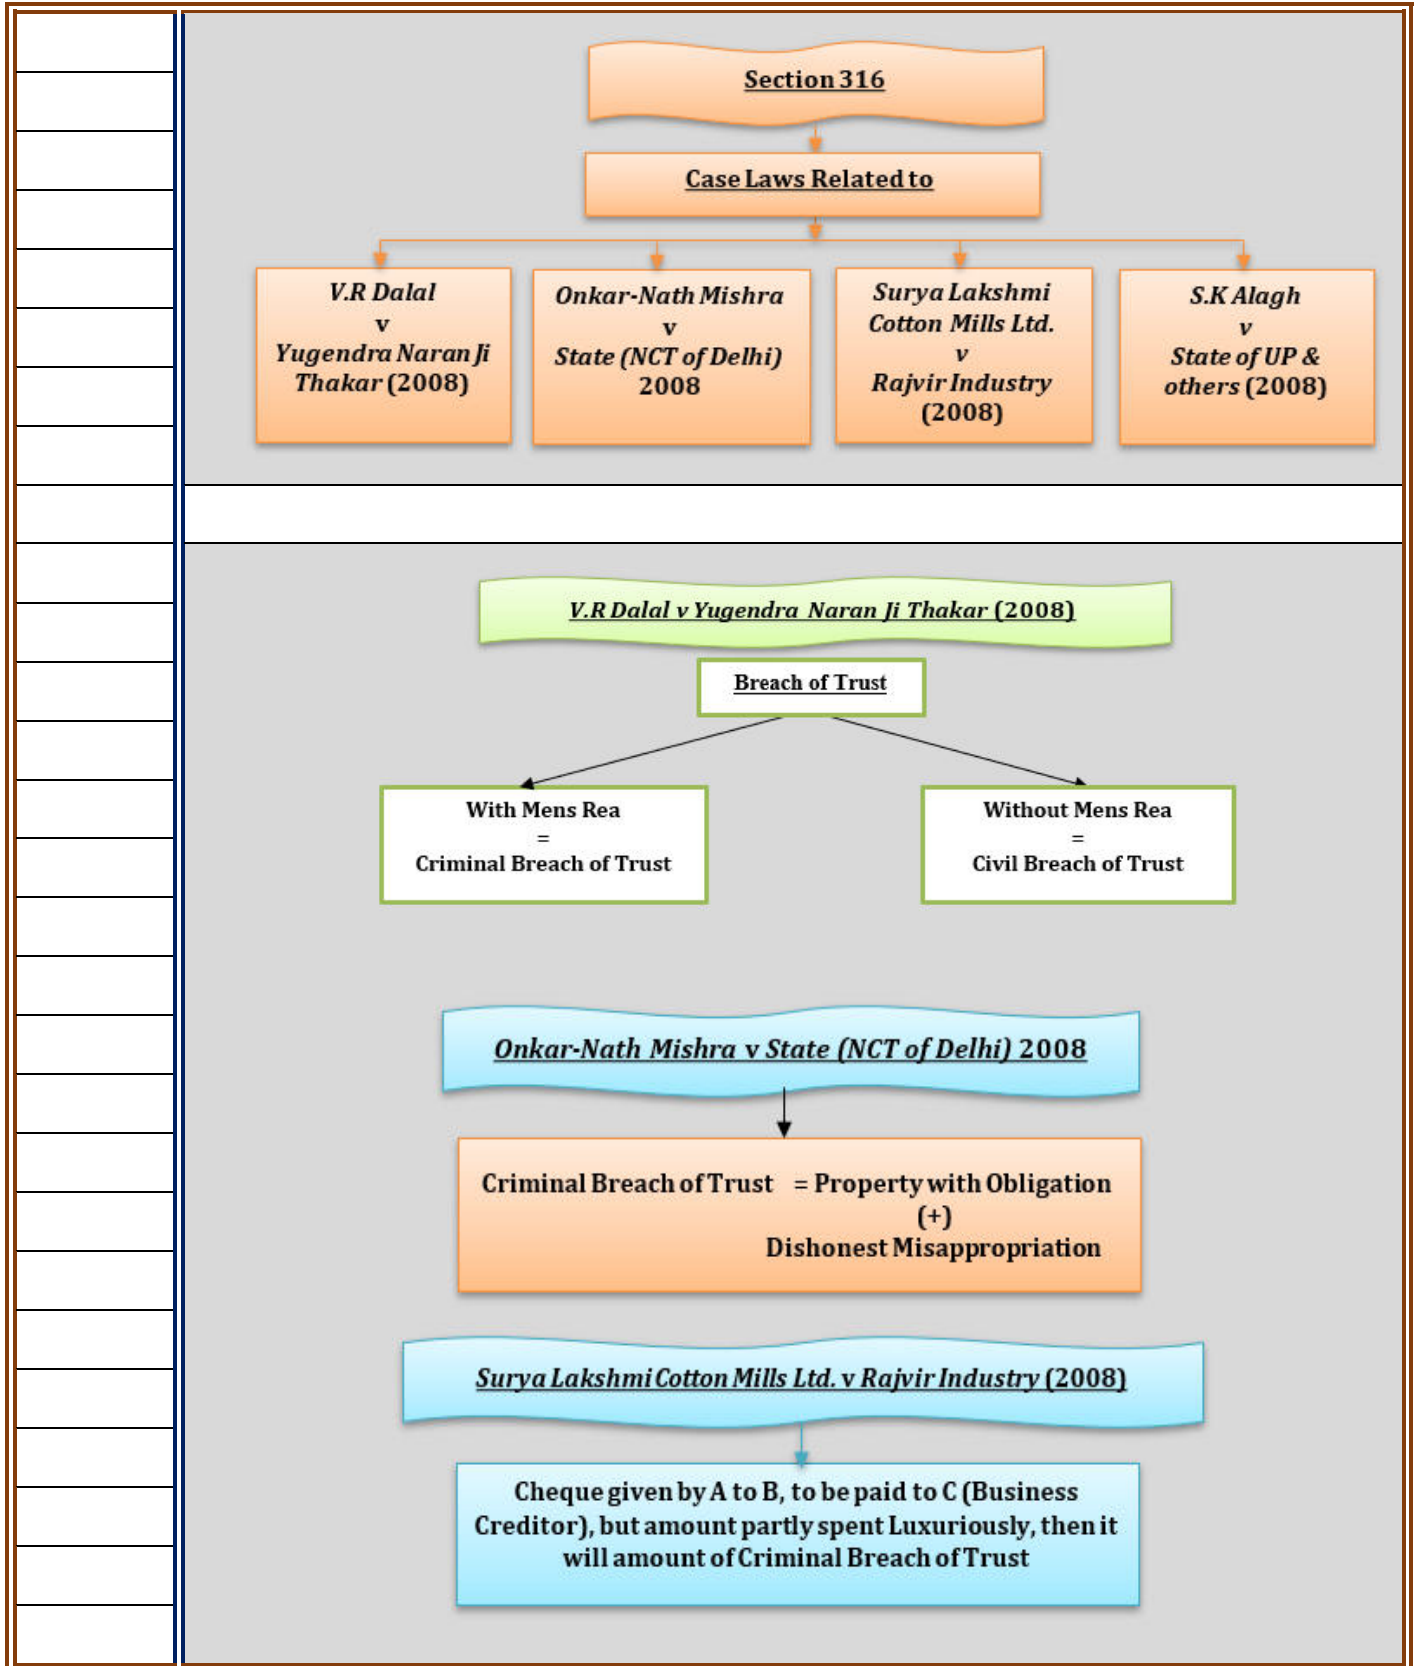 Section 316
Case Laws Related to
V.R Dalal
v
Yugendra Naran Ji
Thakar (2008)
Onkar-Nath Mishra
v
State (NCT of Delhi)
2008
Surya Lakshmi
Cotton Mills Ltd.
v
Rajvir Industry
(2008)
S.K Alagh
v
State of UP &
others (2008)
V.R Dalal v Yugendra Naran Ji Thakar (2008)
Breach of Trust
With Mens Rea
=
Criminal Breach of Trust
Without Mens Rea
=
Civil Breach of Trust
Onkar-Nath Mishra v State (NCT of Delhi) 2008
Criminal Breach of Trust = Property with Obligation
(+)
Dishonest Misappropriation
Surya Lakshmi Cotton Mills Ltd. v Rajvir Industry (2008)
Cheque given by A to B, to be paid to C (Business
Creditor), but amount partly spent Luxuriously, then it
will amount of Criminal Breach of Trust